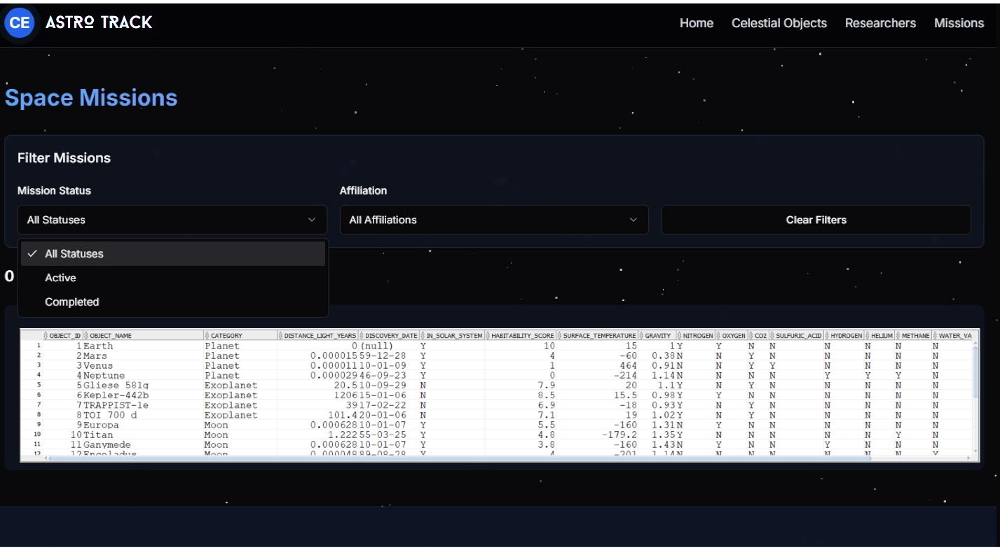 CE ASTRO TRACK Home Celestial Objects Researchers Missions
Space Missions
Filter Missions
Mission Status Affiliation
All Statuses All Affiliations Clear Filters
All Statuses
Active
Completed
0
OBJECT_ID OBJECT_NAME CATEGORY DISTANCE_LIGHT_YEARS DISCOVERY_DATE IN_SOLAR_SYSTEM HABITABILITY_SCORE SURFACE_TEMPERATURE GRAVITY NITROGEN OXYGEN CO2 SULFURIC_ACID HYDROGEN HELIUM METHANE WATER_VA
1 1 Earth Planet 0 (null) Y 10 15 1 Y Y N N N N N N
2 2 Mars Planet 0.000015 59-12-28 Y 4 -60 0.38 N N Y N N N N N
3 3 Venus Planet 0.000011 10-01-09 Y 1 464 0.91 N N Y Y N N N N
4 4 Neptune Planet 0.000029 46-09-23 Y 0 -214 1.14 N N N N Y Y Y N
5 5 Gliese 581g Exoplanet 20.5 10-09-29 N 7.9 20 1.1 Y N Y N N N N N
6 6 Kepler-442b Exoplanet 1206 15-01-06 N 8.5 15.5 0.98 Y Y N N N N N N
7 7 TRAPPIST-1e Exoplanet 39 17-02-22 N 6.9 -18 0.93 Y N Y N N N N N
8 8 TOI 700 d Exoplanet 101.4 20-01-06 N 7.1 19 1.02 Y N Y N N N N N
9 9 Europa Moon 0.000628 10-01-07 Y 5.5 -160 1.31 N Y N N N N N N
10 10 Titan Moon 1.222 55-03-25 Y 4.8 -179.2 1.35 Y N N N N N Y N
11 11 Ganymede Moon 0.000628 10-01-07 Y 3.8 -160 1.43 N Y N N Y N N N
12 12 Enceladus Moon 0.000048 89-08-28 Y 4 -201 1.14 N N N N N N N Y